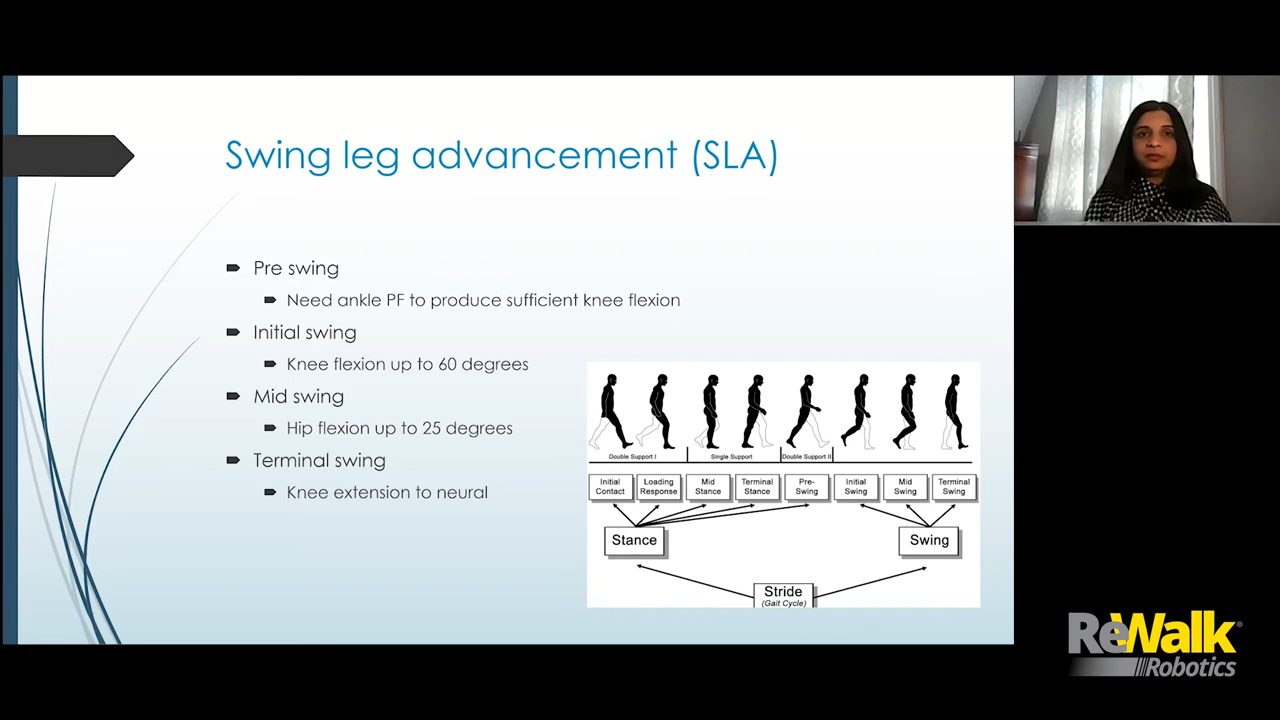 Swing leg advancement (SLA)
Pre swing
Need ankle PF to produce sufficient knee flexion
Initial swing
Knee flexion up to 60 degrees
Mid swing
Hip flexion up to 25 degrees
Terminal swing
Knee extension to neural
Double Support I
Single Support
Double Support II
Initial
Contact
Loading
Response
Mid
Stance
Terminal
Stance
Pre-
Swing
Initial
Swing
Mid
Swing
Terminal
Swing
Stance
Swing
Stride
(Gait Cycle)
ReWalk®
Robotics